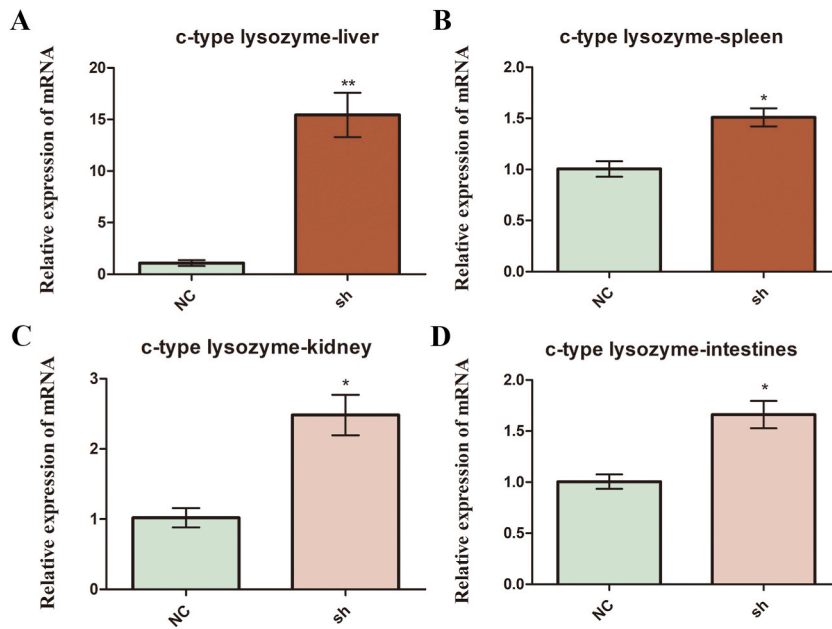 A
c-type lysozyme-liver
Relative expression of mRNA
20
15
10
5
0
**
NC
sh
B
c-type lysozyme-spleen
Relative expression of mRNA
2.0
1.5
1.0
0.5
0.0
*
NC
sh
C
c-type lysozyme-kidney
Relative expression of mRNA
3
2
1
0
*
NC
sh
D
c-type lysozyme-intestines
Relative expression of mRNA
2.0
1.5
1.0
0.5
0.0
*
NC
sh